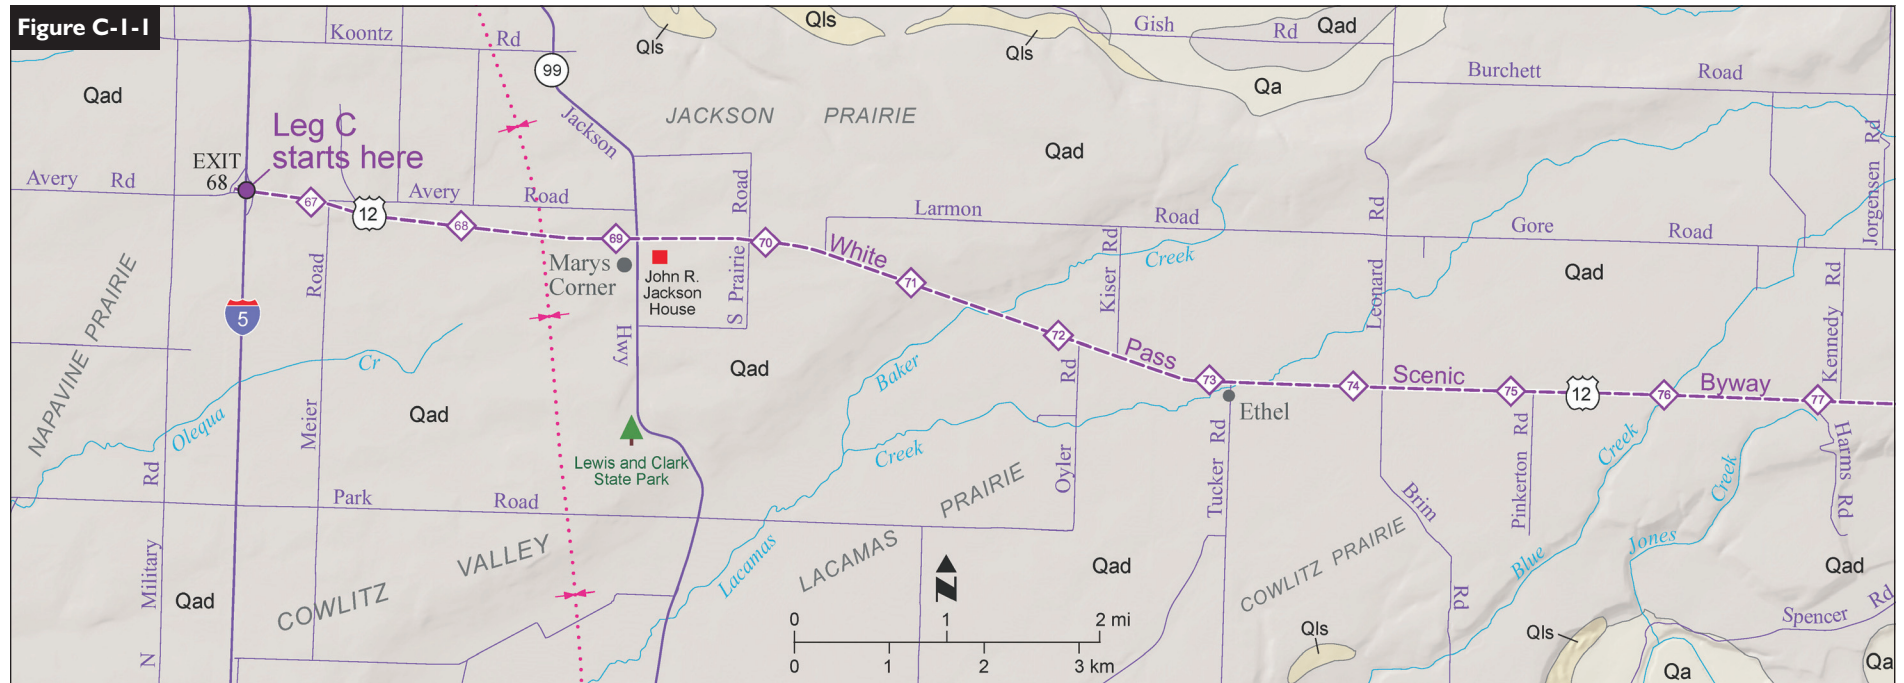 Figure C-1-1
Koontz
Rd
99
Qls
Qls
Qls
Gish
Rd
Qad
Qa
Burchett
Road
Qad
JACKSON PRAIRIE
Jackson
Leg C
starts here
EXIT
68
Avery Rd
Avery
Road
Qad
Road
Larmon
Road
Rd
Gore
Road
Jorgensen Rd
67
12
68
69
70
71
72
73
74
75
12
76
77
White
Pass
Scenic
Byway
Marys
Corner
John R.
Jackson
House
S Prairie
Creek
Kiser Rd
Leonard
Qad
Kennedy Rd
NAPAVINE PRAIRIE
Road
5
Hwy
Cr
Olequa
Qad
Qad
Baker
Rd
Ethel
Meier
Lewis and Clark
State Park
Creek
Oyler
Tucker Rd
Pinkerton Rd
Creek
Creek
Harms Rd
Rd
Park
Road
PRAIRIE
Brim
Military
VALLEY
LACAMAS
Lacamas
COWLITZ PRAIRIE
Blue
Jones
Qad
Qad
Qad
COWLITZ
N
N
0 1 2 mi
0 1 2 3 km
Rd
Qls
Qls
Spencer Rd
Qa
Qa